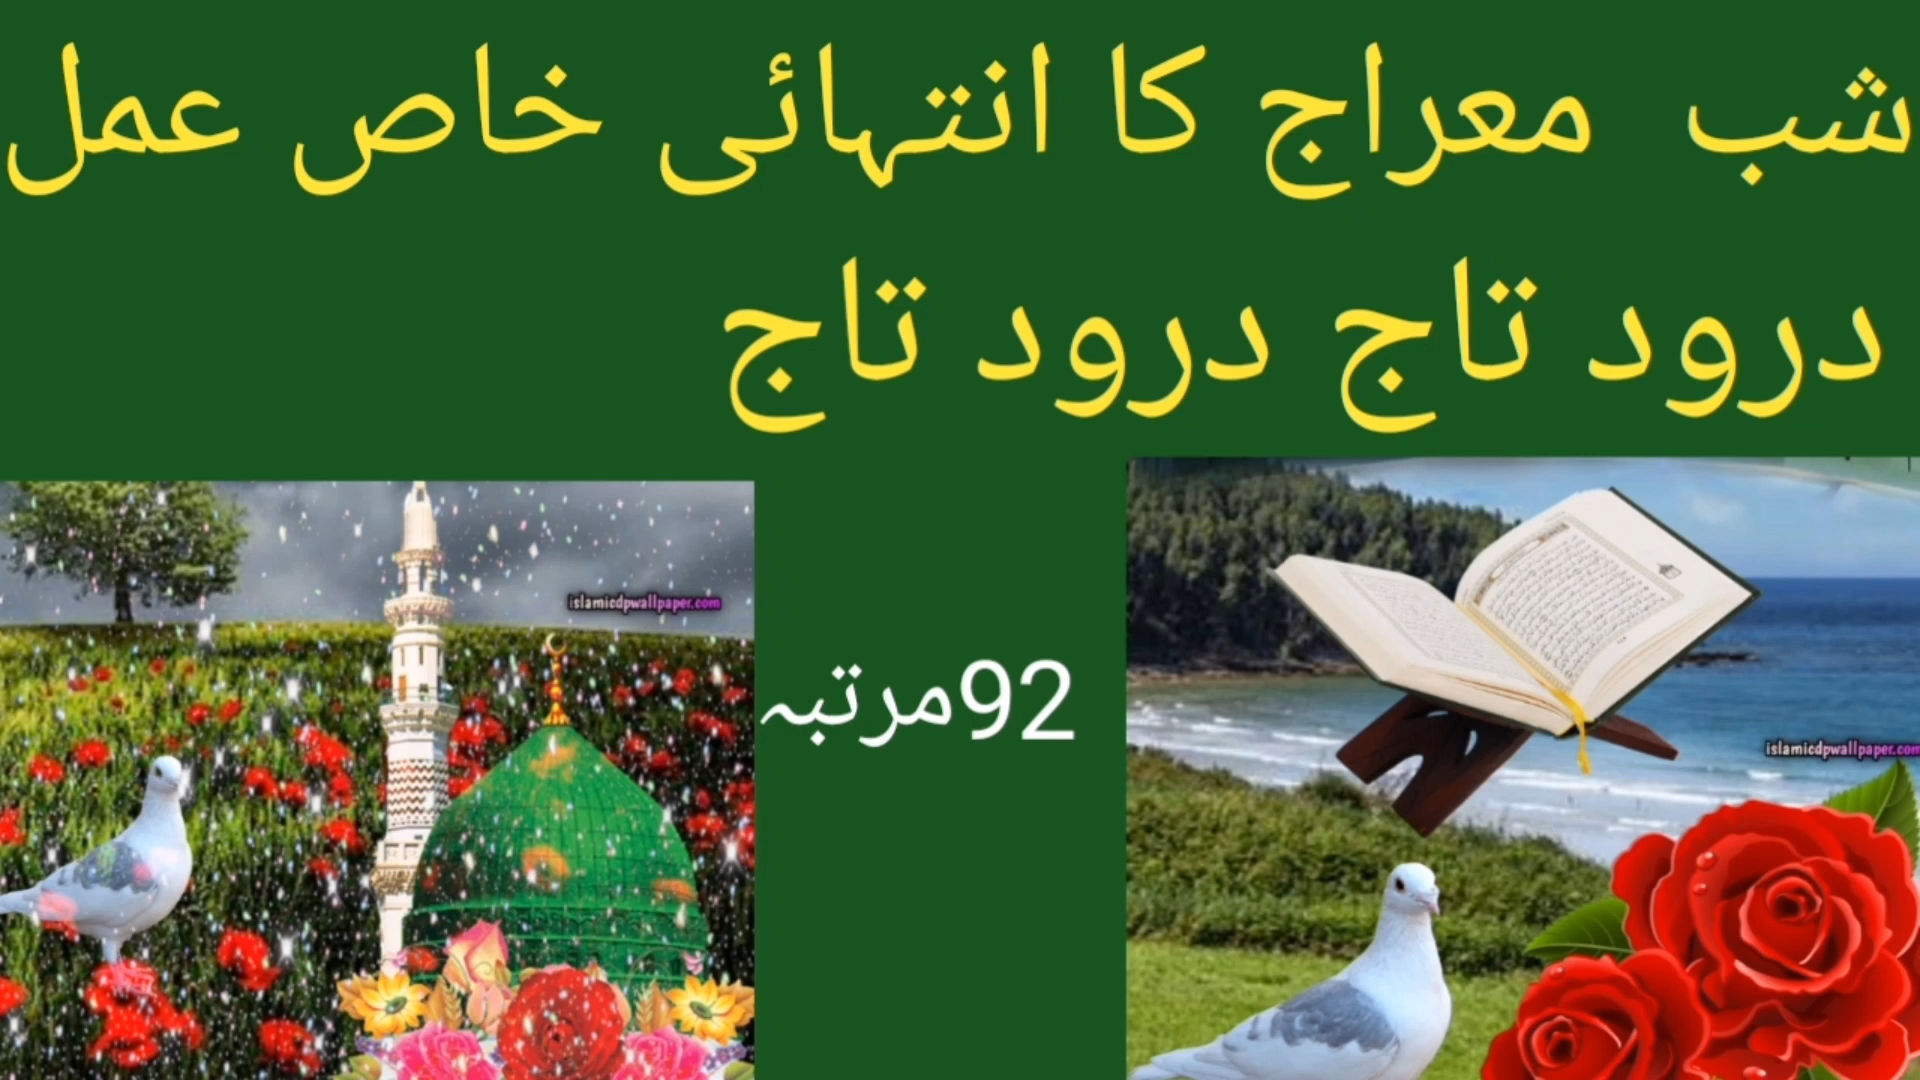 شب معراج کا انتہائی خاص عمل
درود تاج درود تاج
islamicdpwallpaper.com
92مرتبہ
islamicdpwallpaper.com